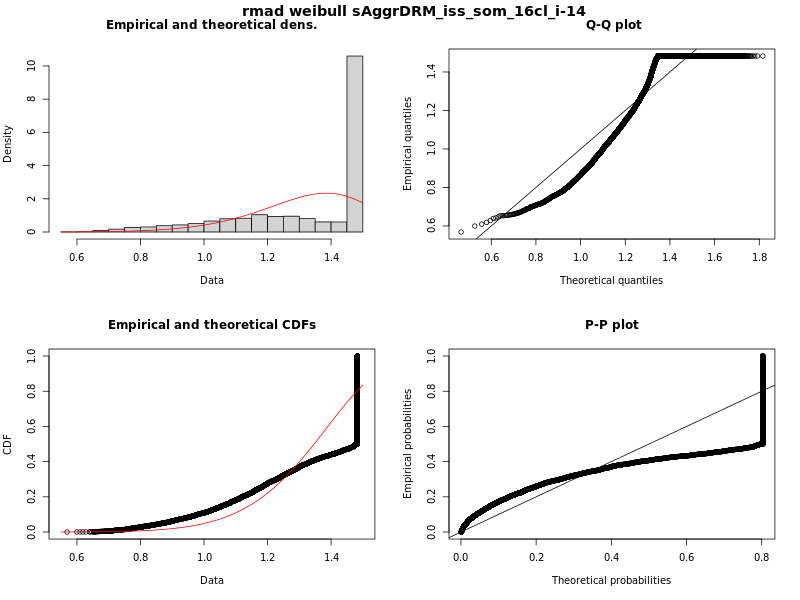 rmad weibull sAggrDRM_iss_som_16cl_i-14
Empirical and theoretical dens.
Density
0 2 4 6 8 10
0.6 0.8 1.0 1.2 1.4
Data
Q-Q plot
Empirical quantiles
0.6 0.8 1.0 1.2 1.4
0.6 0.8 1.0 1.2 1.4 1.6 1.8
Theoretical quantiles
Empirical and theoretical CDFs
CDF
0.0 0.2 0.4 0.6 0.8 1.0
0.6 0.8 1.0 1.2 1.4
Data
P-P plot
Empirical probabilities
0.0 0.2 0.4 0.6 0.8 1.0
0.0 0.2 0.4 0.6 0.8
Theoretical probabilities